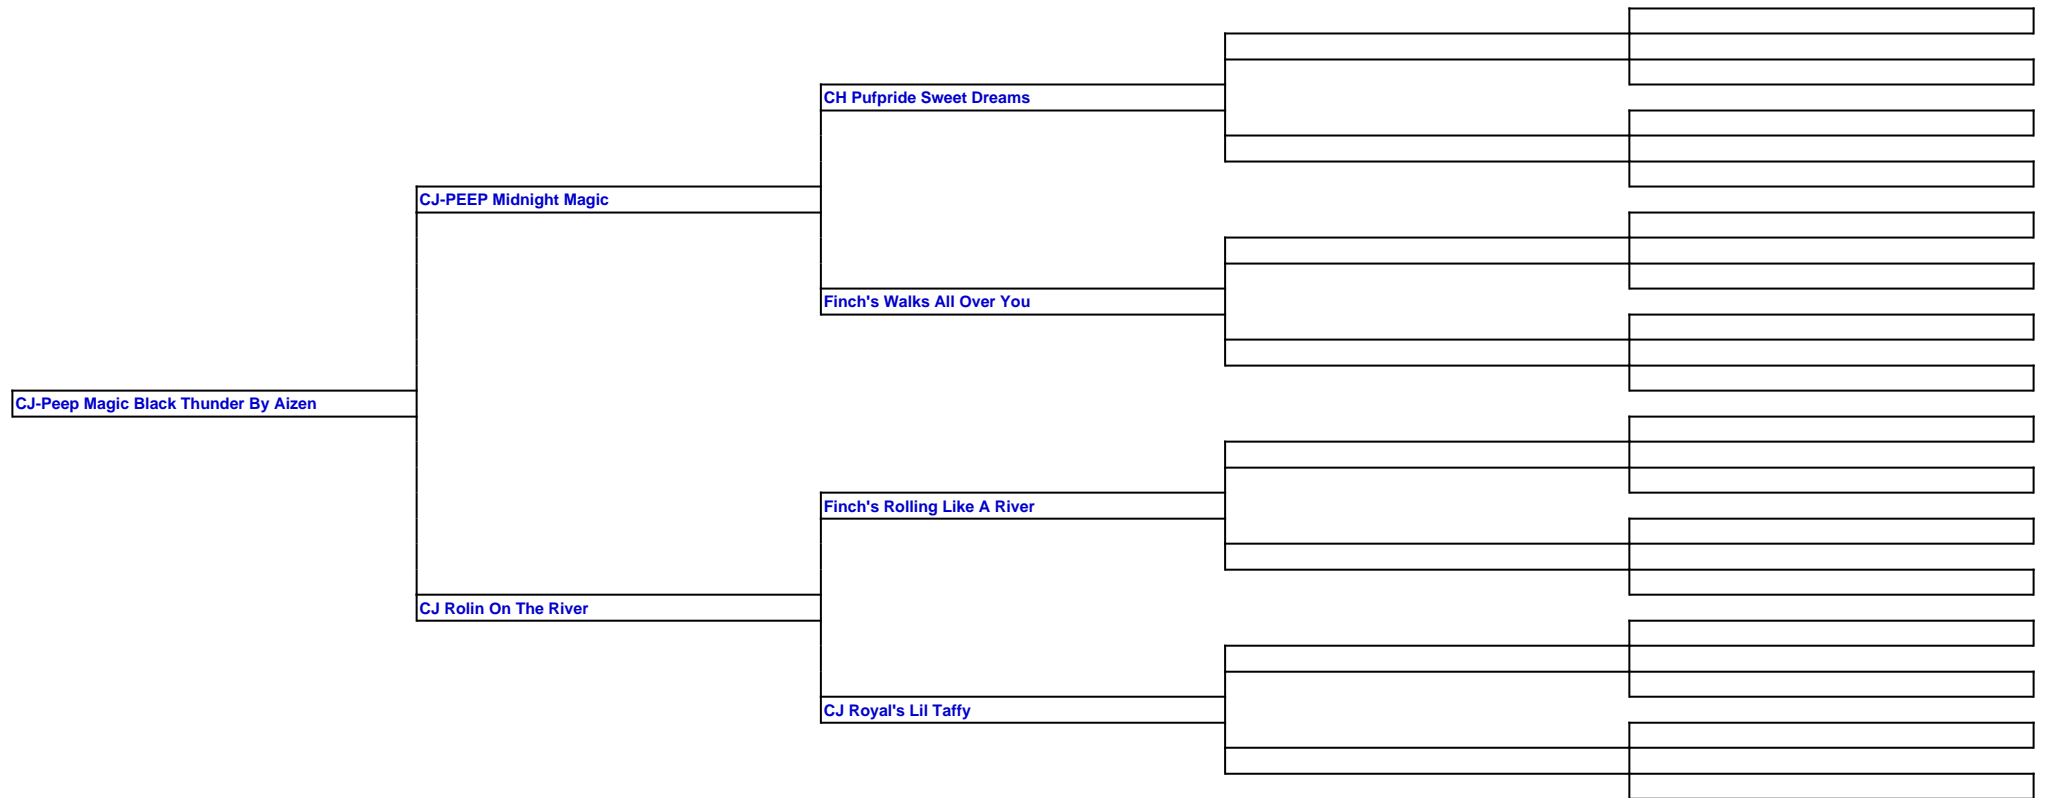 CH Pufpride Sweet Dreams
CJ-PEEP Midnight Magic
Finch's Walks All Over You
CJ-Peep Magic Black Thunder By Aizen
Finch's Rolling Like A River
CJ Rolin On The River
CJ Royal's Lil Taffy